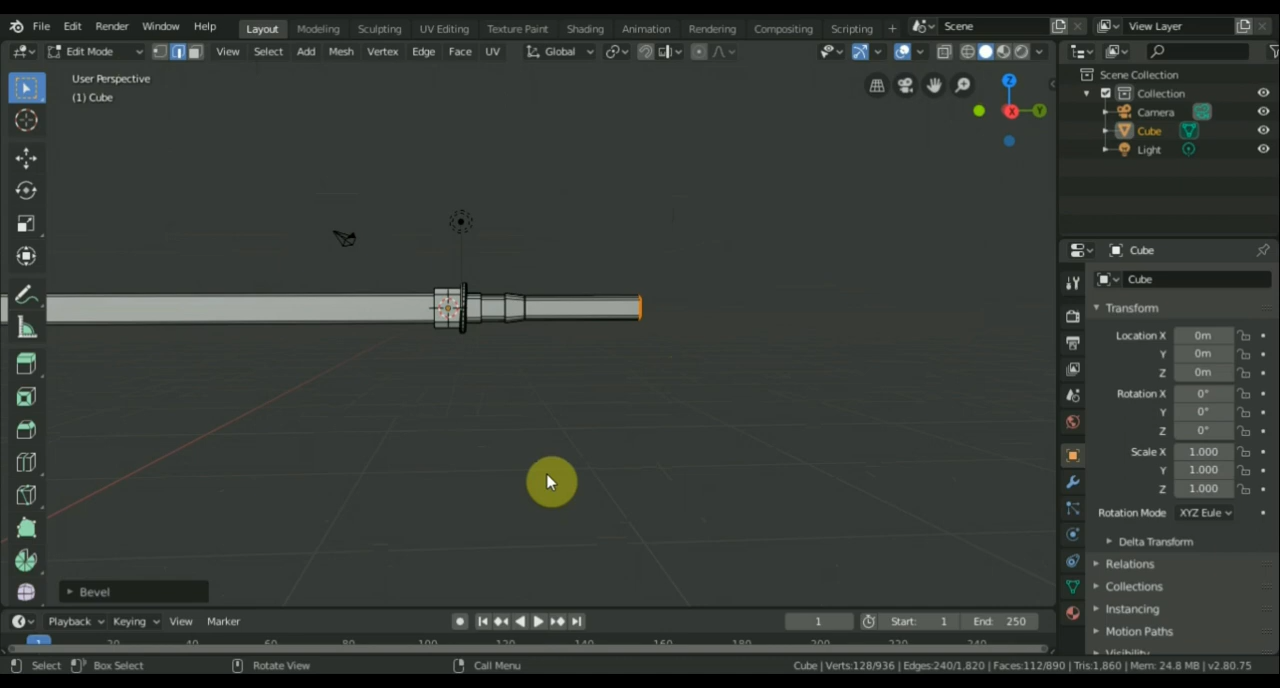 File Edit Render Window Help Layout Modeling Sculpting UV Editing Texture Paint Shading Animation Rendering Compositing Scripting + Scene View Layer
Edit Mode View Select Add Mesh Vertex Edge Face UV Global
User Perspective
(1) Cube
Z
X
Y
Scene Collection
Collection
Camera
Cube
Light
Cube
Cube
Transform
Location X 0m
Y 0m
Z 0m
Rotation X 0°
Y 0°
Z 0°
Scale X 1.000
Y 1.000
Z 1.000
Rotation Mode XYZ Eule
Delta Transform
Relations
Collections
Instancing
Motion Paths
Visibility
Bevel
Playback Keying View Marker 1 Start: 1 End: 250
1 20 40 60 80 100 120 140 160 180 200 220 240
Select Box Select Rotate View Call Menu Cube | Verts:128/936 | Edges:240/1,820 | Faces:112/890 | Tris:1,860 | Mem: 24.8 MB | v2.80.75